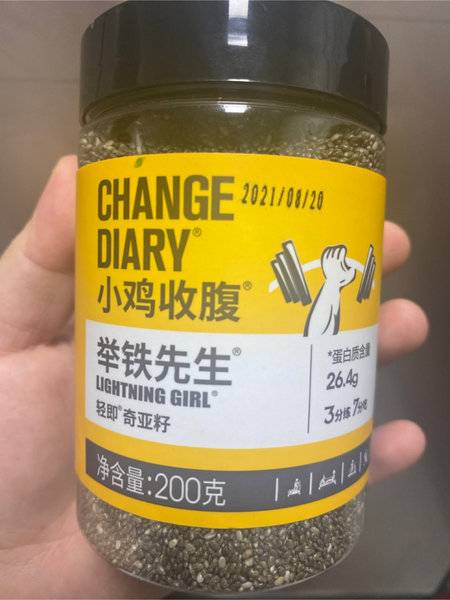 CHANGE
2021/08/20
DIARY®
小鸡收腹®
举铁先生®
LIGHTNING GIRL®
轻即®奇亚籽
*蛋白质含量
26.4g
3分练 7分吃
净含量:200克